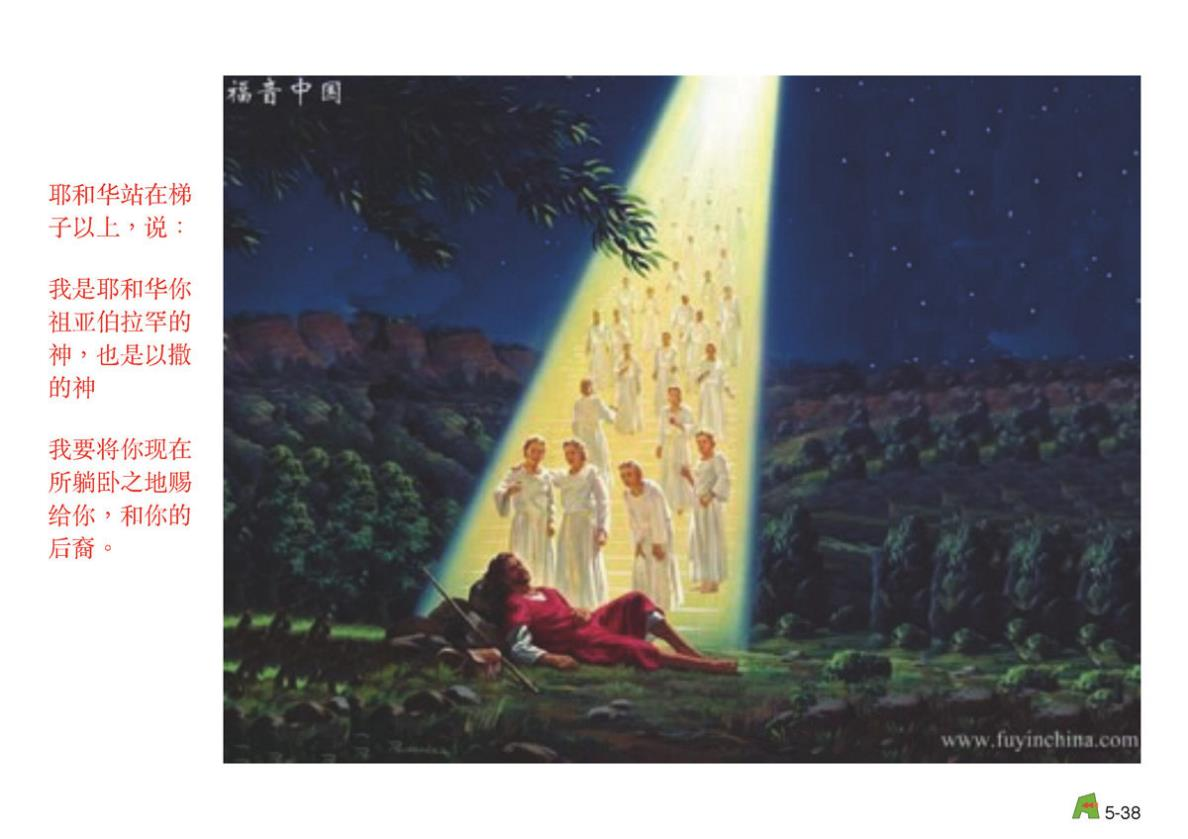 福音中国
耶和华站在梯
子以上，说：
我是耶和华你
祖亚伯拉罕的
神，也是以撒
的神
我要将你现在
所躺卧之地赐
给你，和你的
后裔。
www.fuyinchina.com
5-38